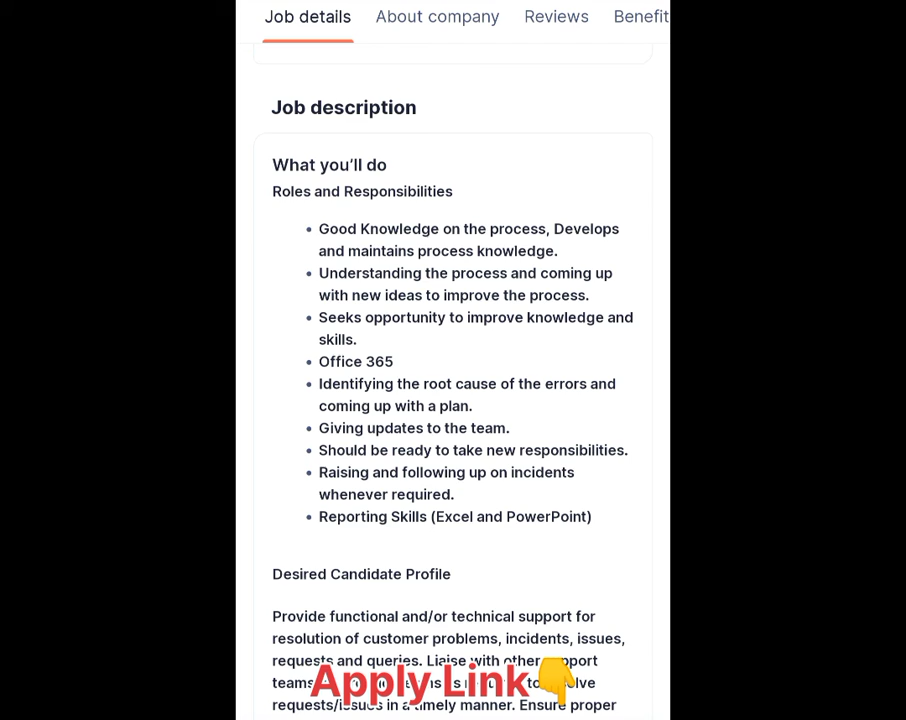 Job details About company Reviews Benefit
Job description
What you'll do
Roles and Responsibilities
• Good Knowledge on the process, Develops
and maintains process knowledge.
• Understanding the process and coming up
with new ideas to improve the process.
• Seeks opportunity to improve knowledge and
skills.
• Office 365
• Identifying the root cause of the errors and
coming up with a plan.
• Giving updates to the team.
• Should be ready to take new responsibilities.
• Raising and following up on incidents
whenever required.
• Reporting Skills (Excel and PowerPoint)
Desired Candidate Profile
Provide functional and/or technical support for
resolution of customer problems, incidents, issues,
requests and queries. Liaise with other support
teams
requests/issues in a timely manner. Ensure proper
Apply Link👇